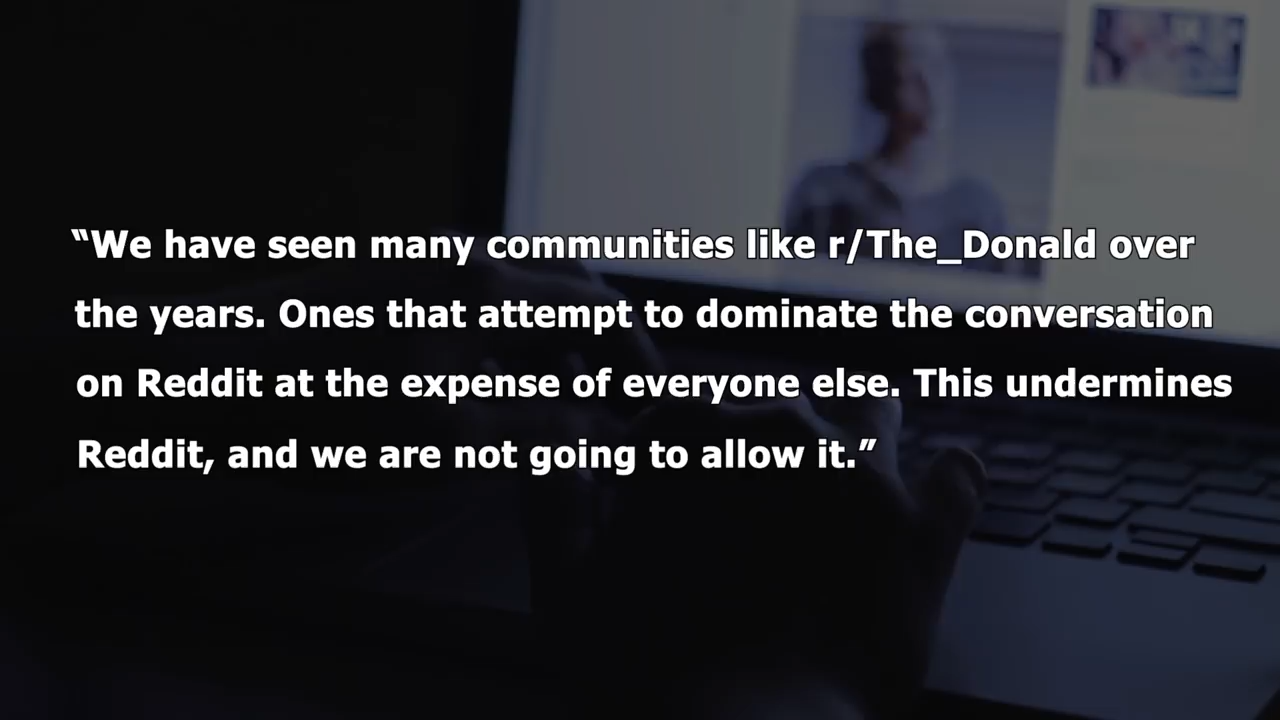 “We have seen many communities like r/The_Donald over
the years. Ones that attempt to dominate the conversation
on Reddit at the expense of everyone else. This undermines
Reddit, and we are not going to allow it.”